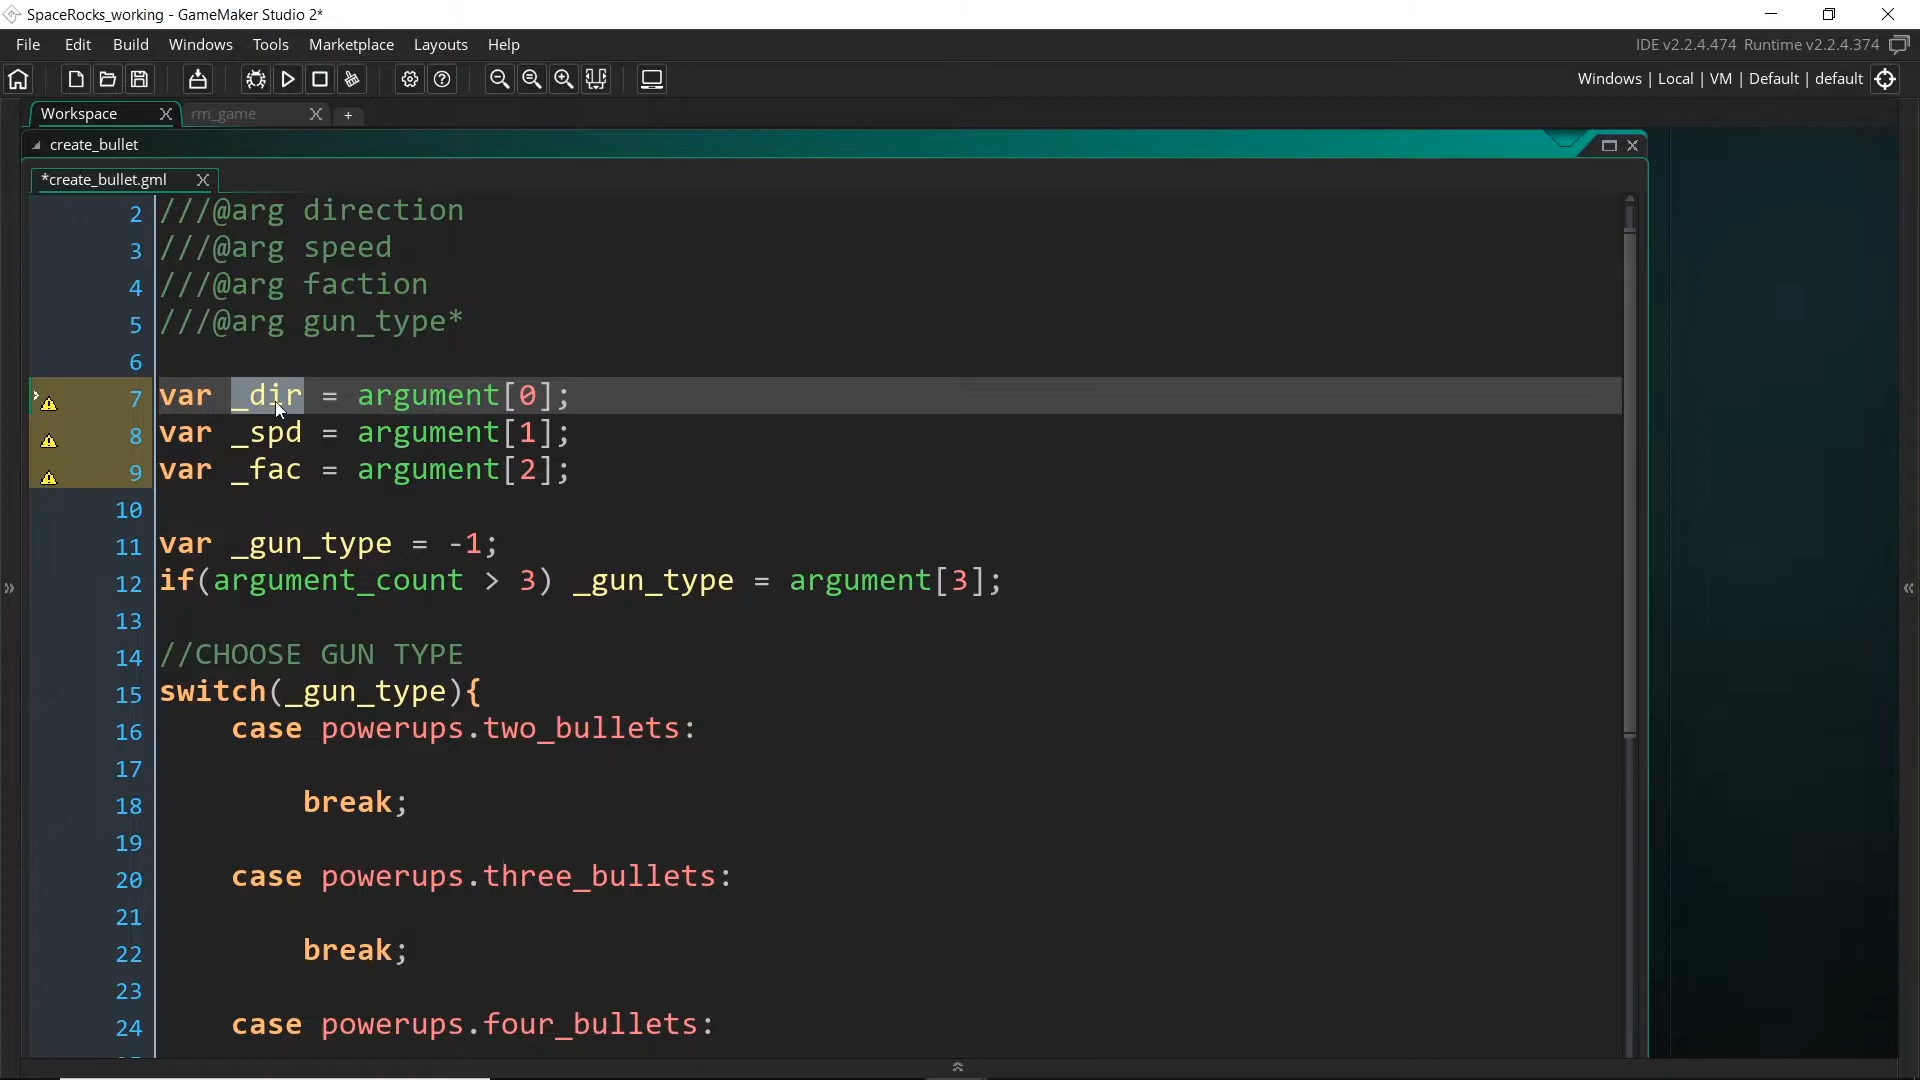 SpaceRocks_working - GameMaker Studio 2*
File Edit Build Windows Tools Marketplace Layouts Help
IDE v2.2.4.474 Runtime v2.2.4.374
Windows | Local | VM | Default | default
Workspace
rm_game
create_bullet
*create_bullet.gml
2 ///@arg direction
3 ///@arg speed
4 ///@arg faction
5 ///@arg gun_type*
6
7 var _dir = argument[0];
8 var _spd = argument[1];
9 var _fac = argument[2];
10
11 var _gun_type = -1;
12 if(argument_count > 3) _gun_type = argument[3];
13
14 //CHOOSE GUN TYPE
15 switch(_gun_type){
16 case powerups.two_bullets:
17
18 break;
19
20 case powerups.three_bullets:
21
22 break;
23
24 case powerups.four_bullets: